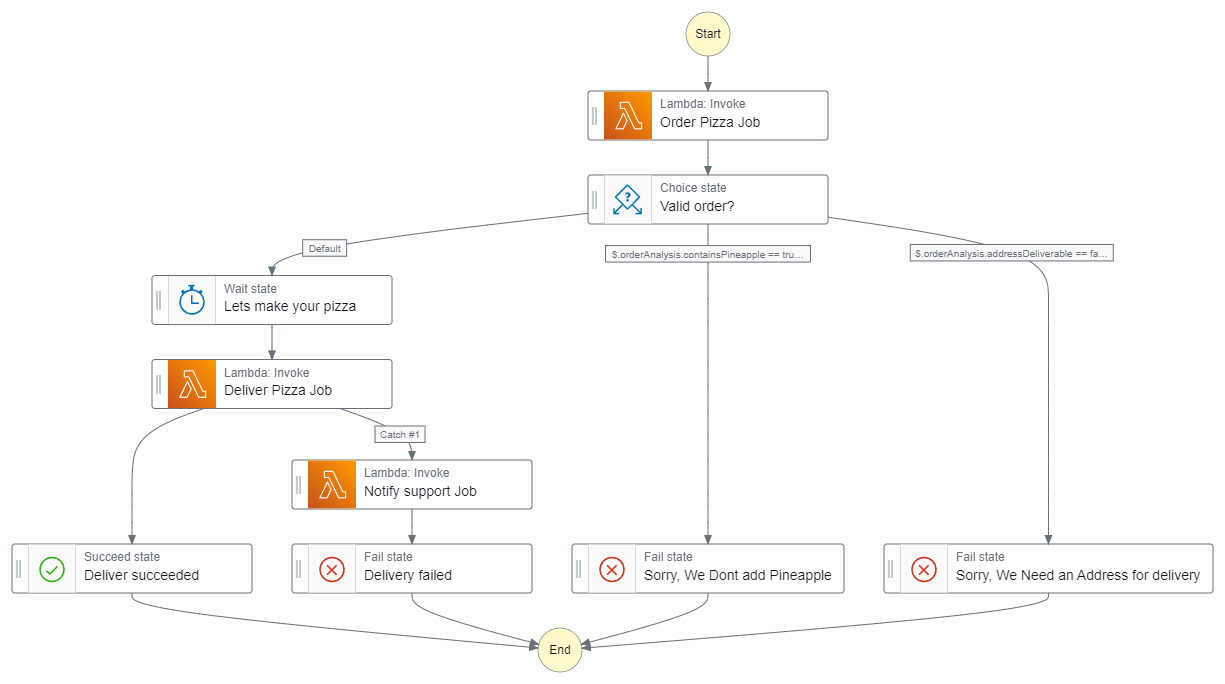 Start
Lambda: Invoke
Order Pizza Job
Choice state
Valid order?
Default
$.orderAnalysis.containsPineapple == tru...
$.orderAnalysis.addressDeliverable == fa...
Wait state
Lets make your pizza
Lambda: Invoke
Deliver Pizza Job
Catch #1
Lambda: Invoke
Notify support Job
Succeed state
Deliver succeeded
Fail state
Delivery failed
Fail state
Sorry, We Dont add Pineapple
Fail state
Sorry, We Need an Address for delivery
End